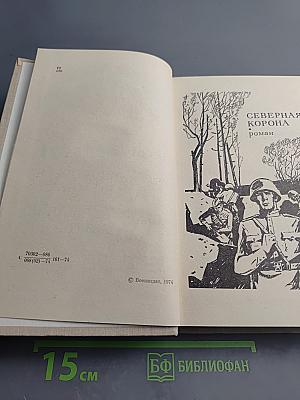 СЕВЕРНАЯ
КОРОНА
роман
© Воениздат, 1974
15 см
БФ БИБЛИОФАН